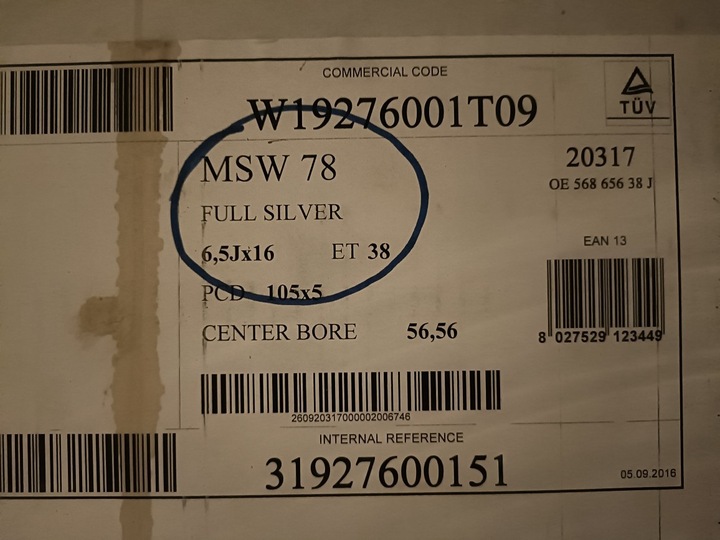 COMMERCIAL CODE
W19276001T09
TÜV
MSW 78
FULL SILVER
6,5Jx16 ET 38
PCD 105x5
CENTER BORE 56,56
20317
OE 568 656 38 J
EAN 13
8 027529 123449
260920317000002006746
INTERNAL REFERENCE
31927600151
05.09.2016